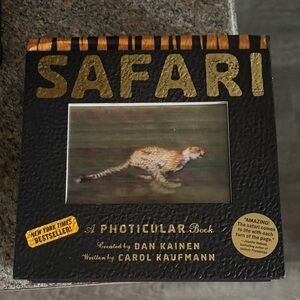 SAFARI
A PHOTICULAR Book
Created by DAN KAINEN
Written by CAROL KAUFMANN
NEW YORK TIMES
BESTSELLER!
"AMAZING!
The safari comes
to life with each
turn of the page."